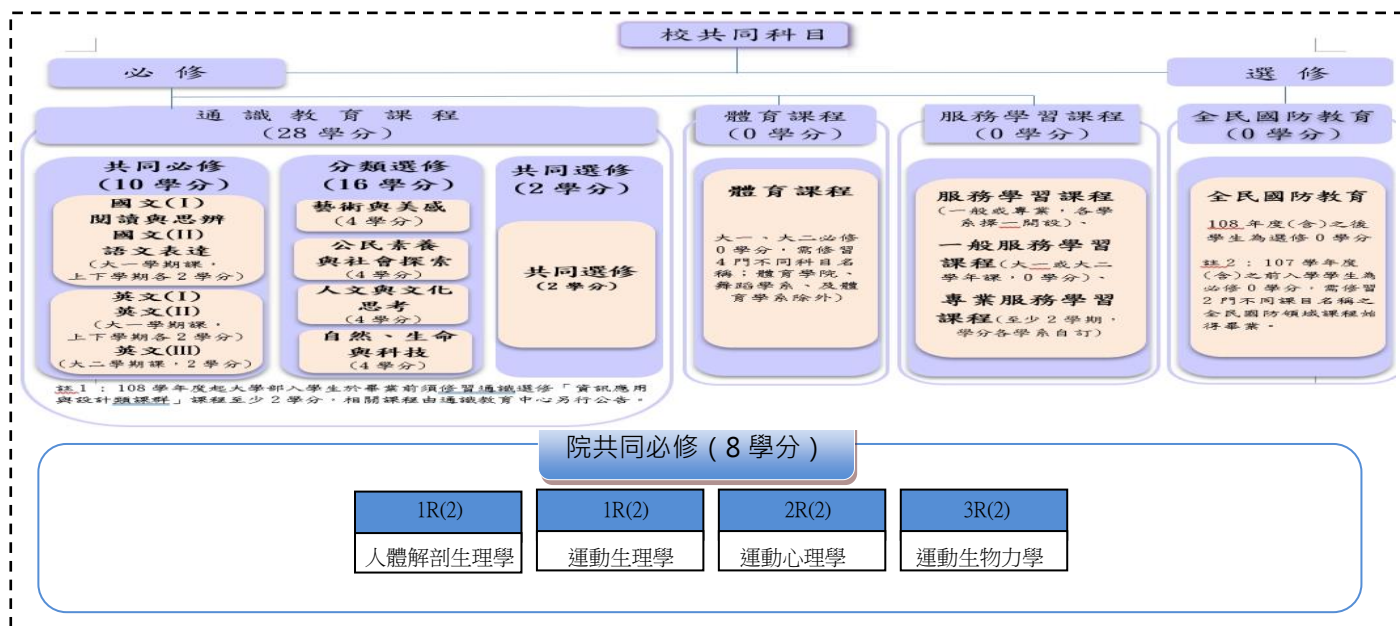 校共同科目
必修
選修
通識教育課程
(28 學分)
體育課程
(0 學分)
服務學習課程
(0 學分)
全民國防教育
(0 學分)
共同必修
(10 學分)
國文(I)
閱讀與思辨
國文(II)
語文表達
(大一學期課，
上下學期各 2 學分)
英文(I)
英文(II)
(大一學期課，
上下學期各 2 學分)
英文(III)
(大二學期課，2 學分)
分類選修
(16 學分)
藝術與美感
(4 學分)
公民素養
與社會探索
(4 學分)
人文與文化
思考
(4 學分)
自然、生命
與科技
(4 學分)
共同選修
(2 學分)
共同選修
(2 學分)
體育課程
大一、大二必修
0 學分，需修習
4 門不同科目名
稱；體育學院、
舞蹈學系、及體
育學系除外)
服務學習課程
(一般或專業，各學
系擇一開設)、
一般服務學習
課程(大一或大二
學年課，0 學分)、
專業服務學習
課程(至少 2 學期，
學分各學系自訂)
全民國防教育
108 年度(含)之後
學生為選修 0 學分
註 2：107 學年度
(含)之前入學學生為
必修 0 學分，需修習
2 門不同課目名稱之
全民國防領域課程始
得畢業。
註 1：108 學年度起大學部入學生於畢業前須修習通識選修「資訊應用
與設計類課群」課程至少 2 學分，相關課程由通識教育中心另行公告。
院共同必修（8 學分）
1R(2)
人體解剖生理學
1R(2)
運動生理學
2R(2)
運動心理學
3R(2)
運動生物力學